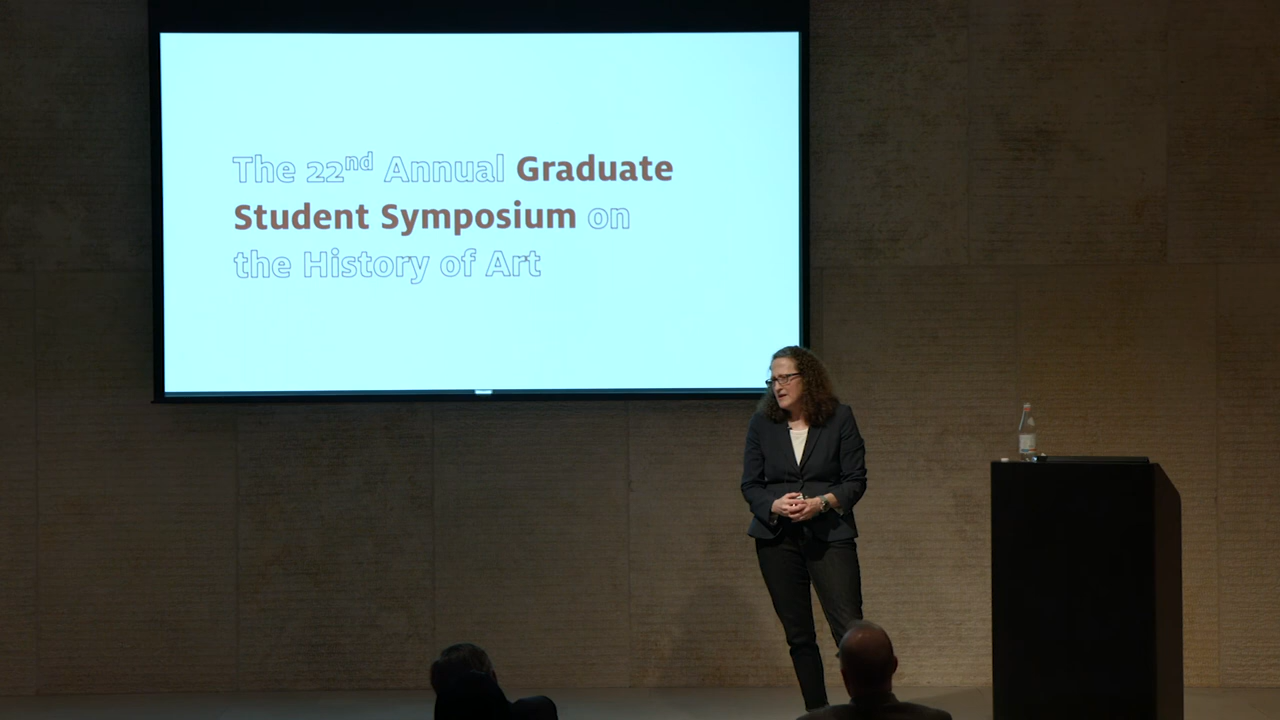 The 22nd Annual Graduate
Student Symposium on
the History of Art